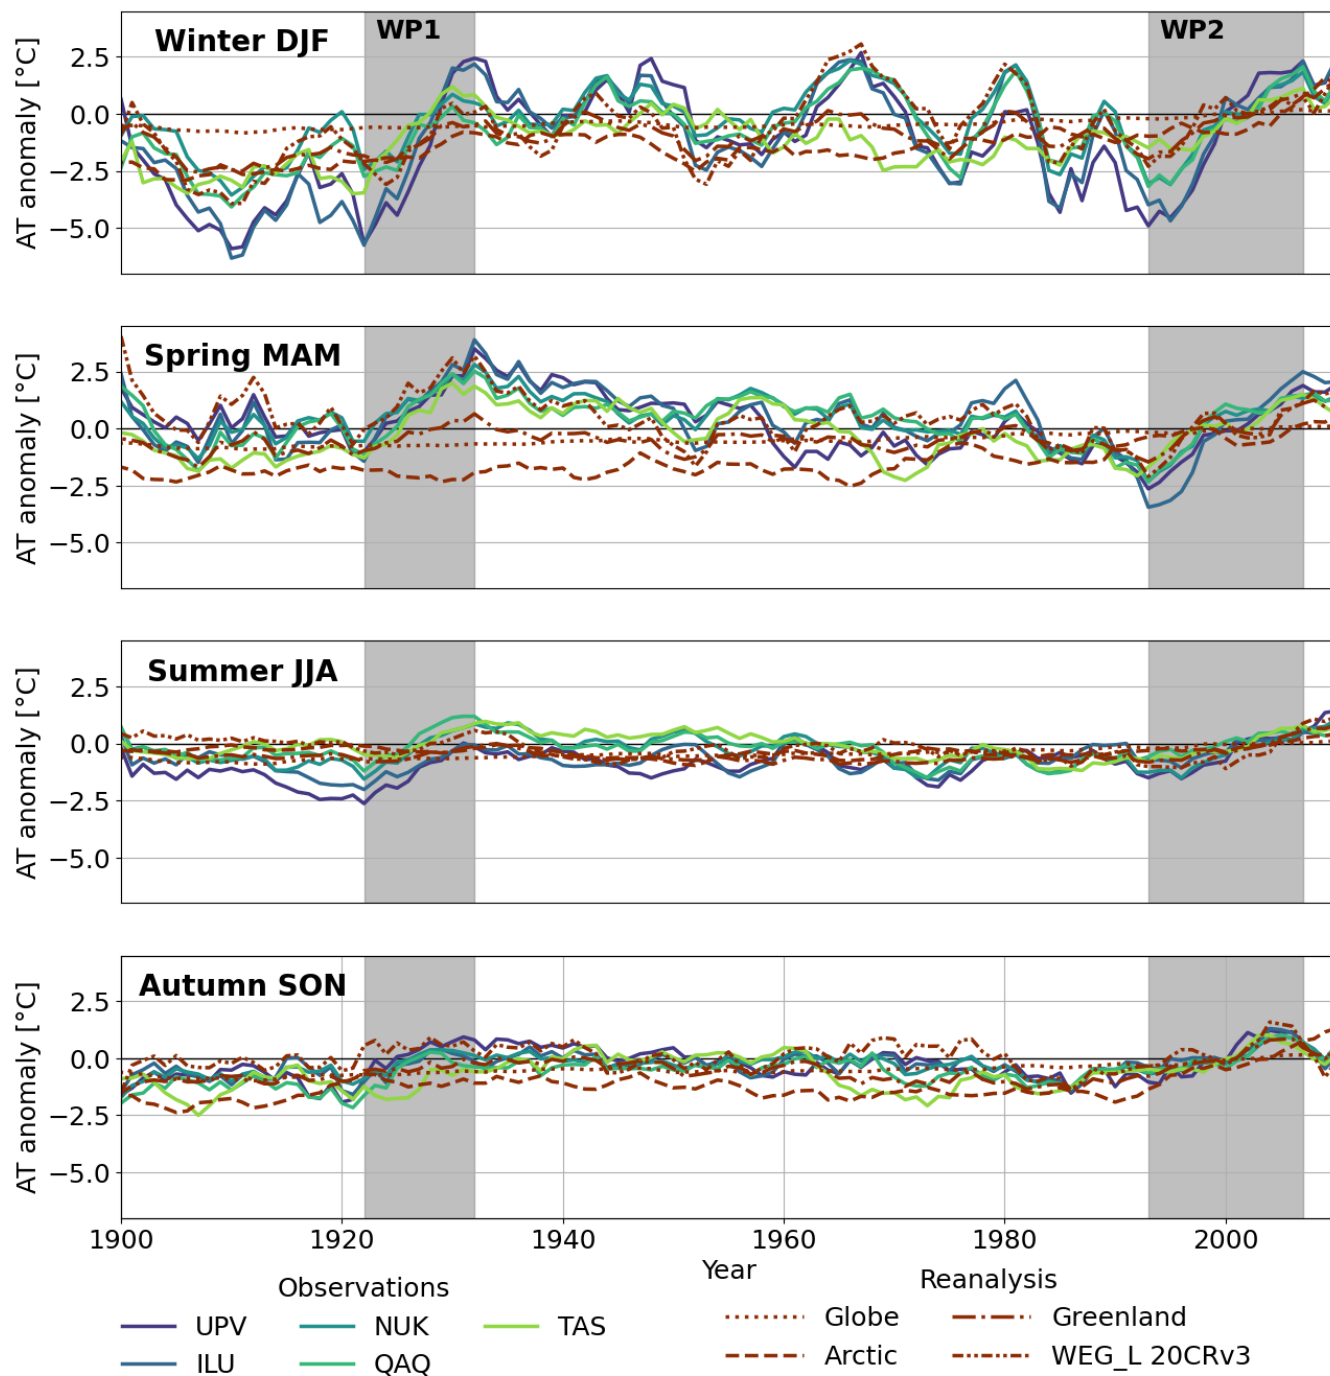 Winter DJF
WP1
WP2
AT anomaly [°C]
2.5
0.0
−2.5
−5.0
Spring MAM
AT anomaly [°C]
2.5
0.0
−2.5
−5.0
Summer JJA
AT anomaly [°C]
2.5
0.0
−2.5
−5.0
Autumn SON
AT anomaly [°C]
2.5
0.0
−2.5
−5.0
1900 1920 1940 1960 1980 2000
Year
Observations
UPV NUK TAS
ILU QAQ
Reanalysis
Globe Greenland
Arctic WEG_L 20CRv3